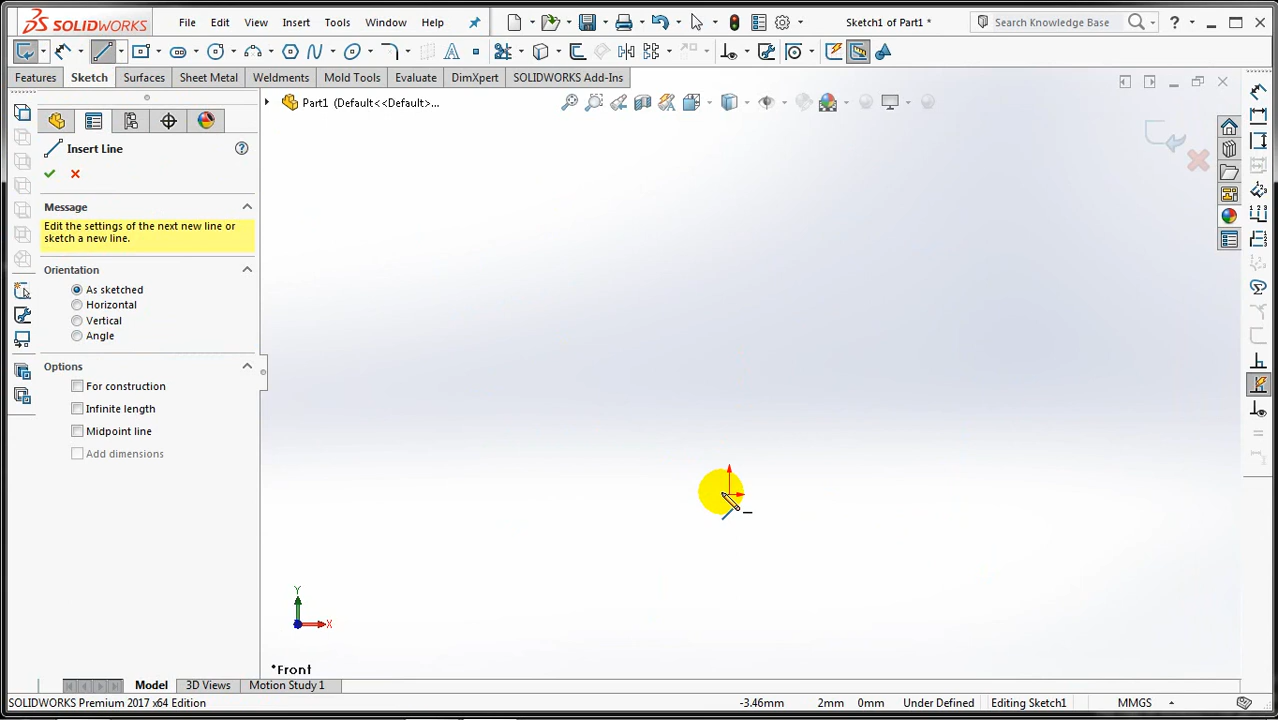 SOLIDWORKS File Edit View Insert Tools Window Help Sketch1 of Part1 * Search Knowledge Base ?
Features Sketch Surfaces Sheet Metal Weldments Mold Tools Evaluate DimXpert SOLIDWORKS Add-Ins
Part1 (Default<<Default>...
Insert Line
Message
Edit the settings of the next new line or
sketch a new line.
Orientation
As sketched
Horizontal
Vertical
Angle
Options
For construction
Infinite length
Midpoint line
Add dimensions
Y
X
*Front
Model 3D Views Motion Study 1
SOLIDWORKS Premium 2017 x64 Edition -3.46mm 2mm 0mm Under Defined Editing Sketch1 MMGS